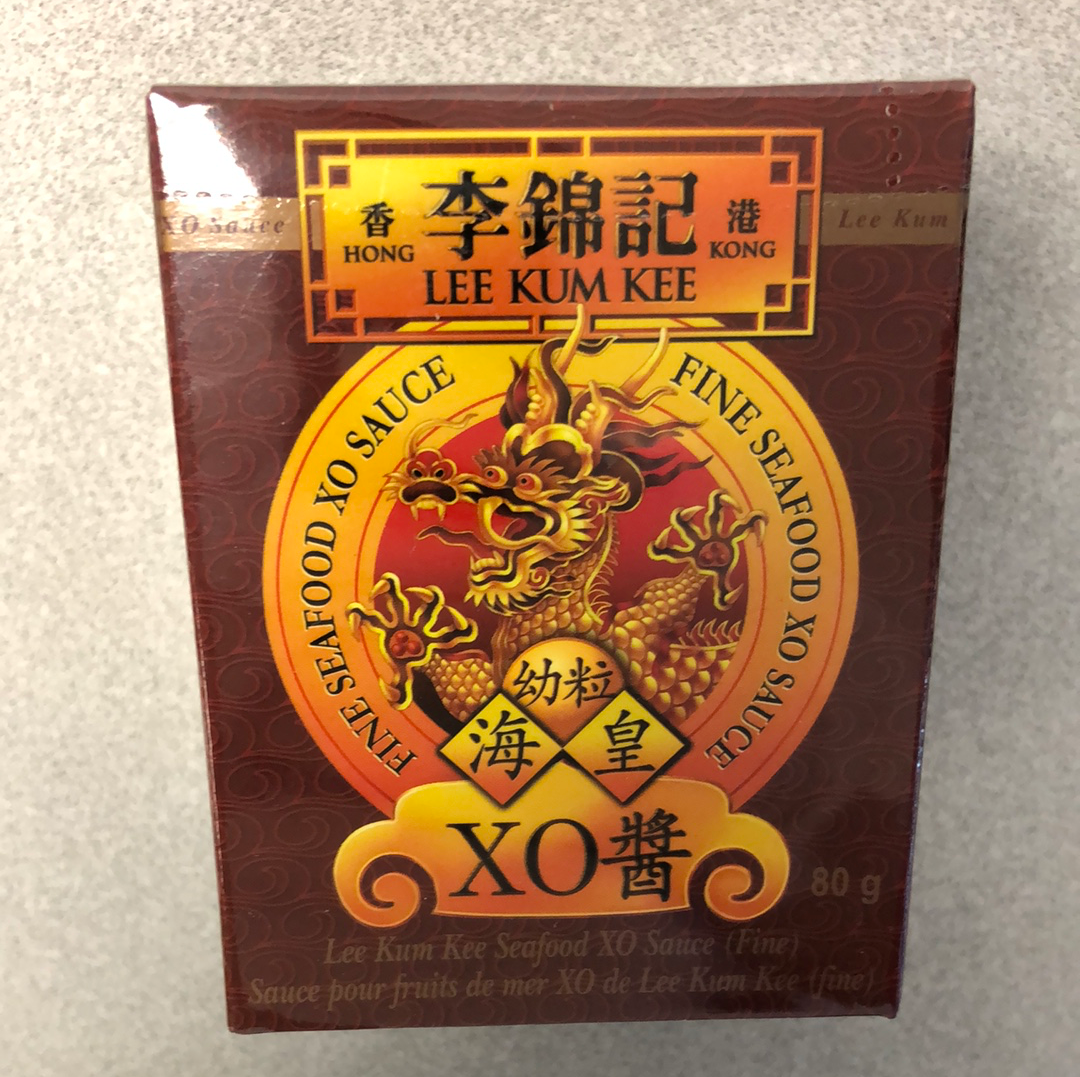 香 李錦記 港
HONG LEE KUM KEE KONG
XO Sauce
Lee Kum
FINE SEAFOOD XO SAUCE
FINE SEAFOOD XO SAUCE
幼粒
海皇
XO醬
80 g
Lee Kum Kee Seafood XO Sauce (Fine)
Sauce pour fruits de mer XO de Lee Kum Kee (fine)